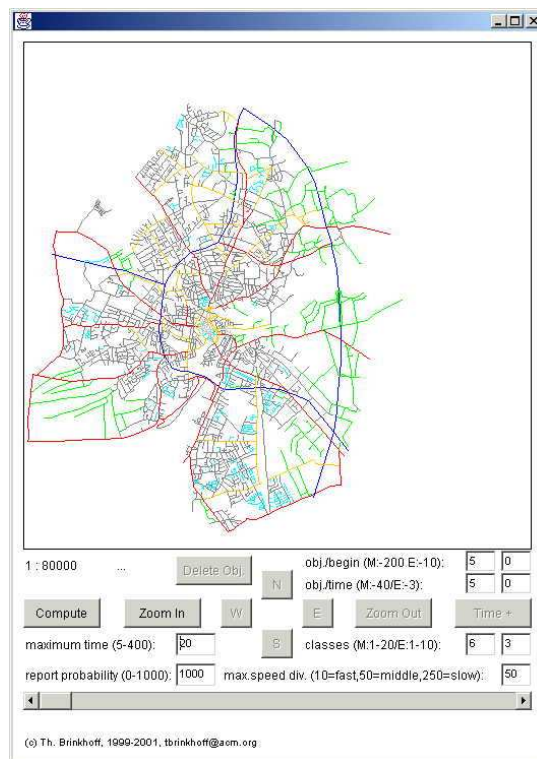 1 : 80000 ... Delete Obj. obj./begin (M:-200 E:-10): 5 0
N obj./time (M:-40/E:-3): 5 0
Compute Zoom In W E Zoom Out Time +
maximum time (5-400): 20 S classes (M:1-20/E:1-10): 6 3
report probability (0-1000): 1000 max.speed div. (10=fast,50=middle,250=slow): 50
(c) Th. Brinkhoff, 1999-2001, tbrinkhoff@acm.org